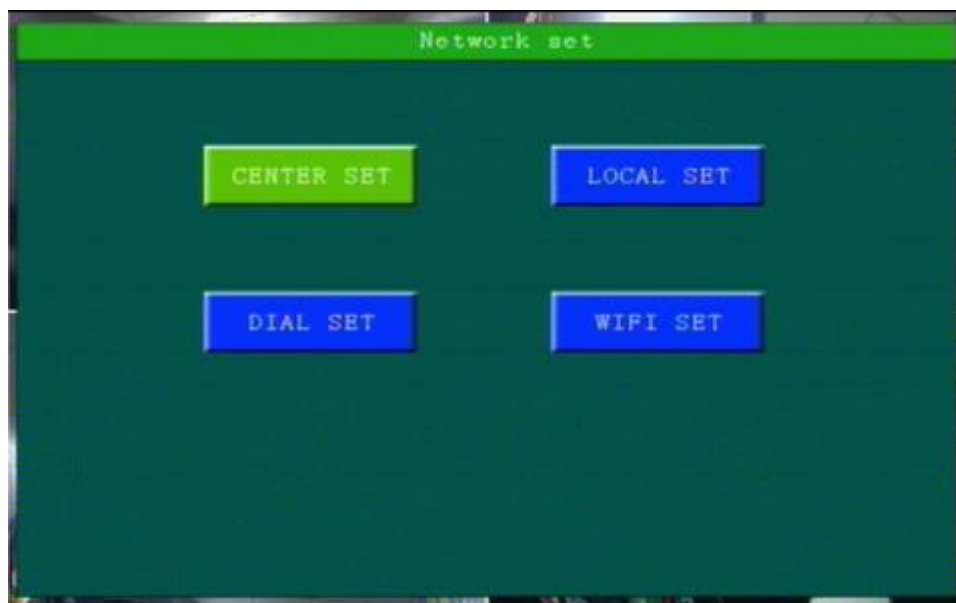 Network set
CENTER SET
LOCAL SET
DIAL SET
WIFI SET